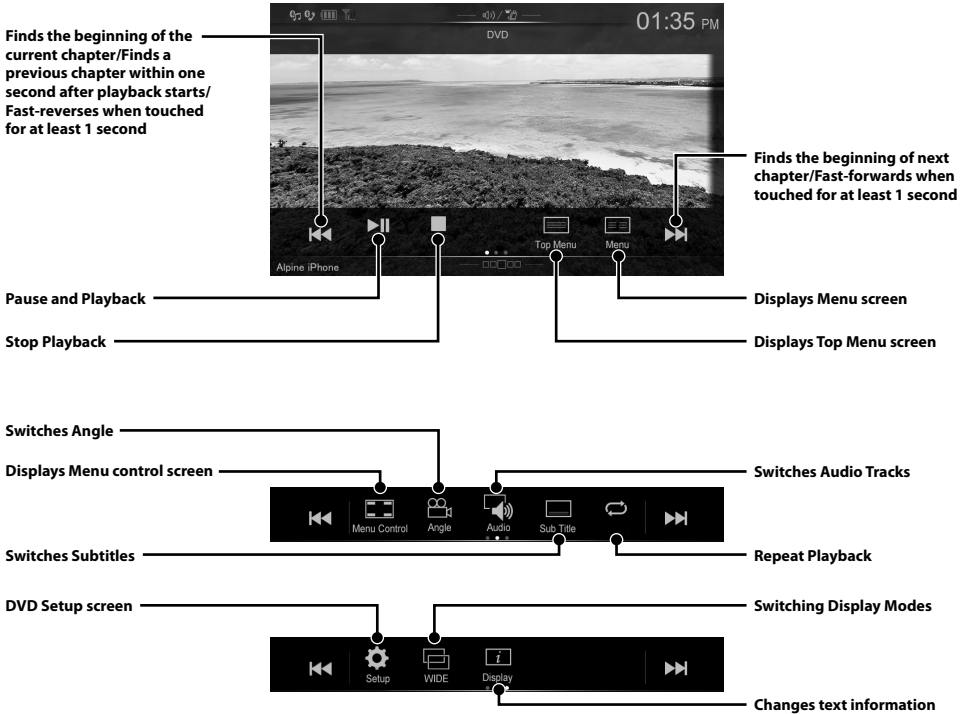 01:35 PM
DVD
Finds the beginning of the
current chapter/Finds a
previous chapter within one
second after playback starts/
Fast-reverses when touched
for at least 1 second
Finds the beginning of next
chapter/Fast-forwards when
touched for at least 1 second
Top Menu
Menu
Alpine iPhone
Pause and Playback
Displays Menu screen
Stop Playback
Displays Top Menu screen
Switches Angle
Displays Menu control screen
Switches Audio Tracks
Menu Control
Angle
Audio
Sub Title
Switches Subtitles
Repeat Playback
DVD Setup screen
Switching Display Modes
Setup
WIDE
i
Display
Changes text information